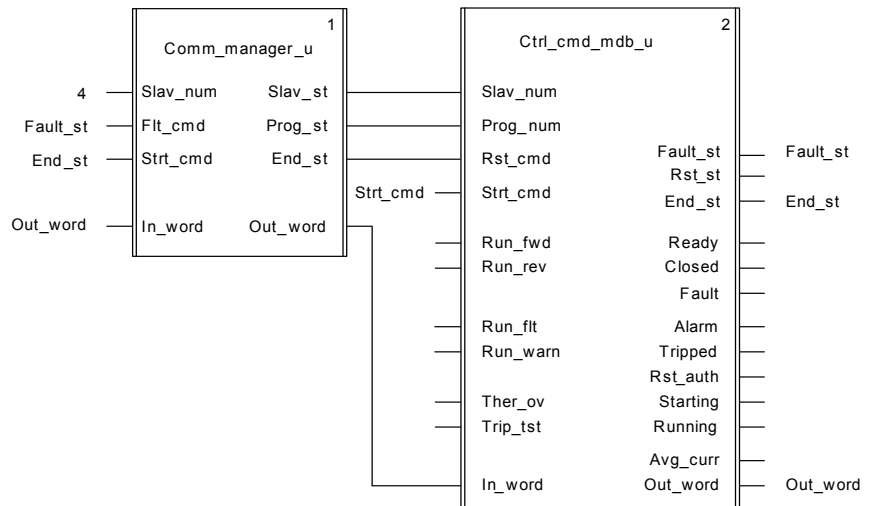 1
Comm_manager_u
4 Slav_num Slav_st
Fault_st Flt_cmd Prog_st
End_st Strt_cmd End_st
Out_word In_word Out_word
2
Ctrl_cmd_mdb_u
Slav_num
Prog_num
Rst_cmd Fault_st Fault_st
Rst_st
Strt_cmd Strt_cmd End_st End_st
Run_fwd Ready
Run_rev Closed
Fault
Run_flt Alarm
Run_warn Tripped
Rst_auth
Ther_ov Starting
Trip_tst Running
Avg_curr
In_word Out_word Out_word